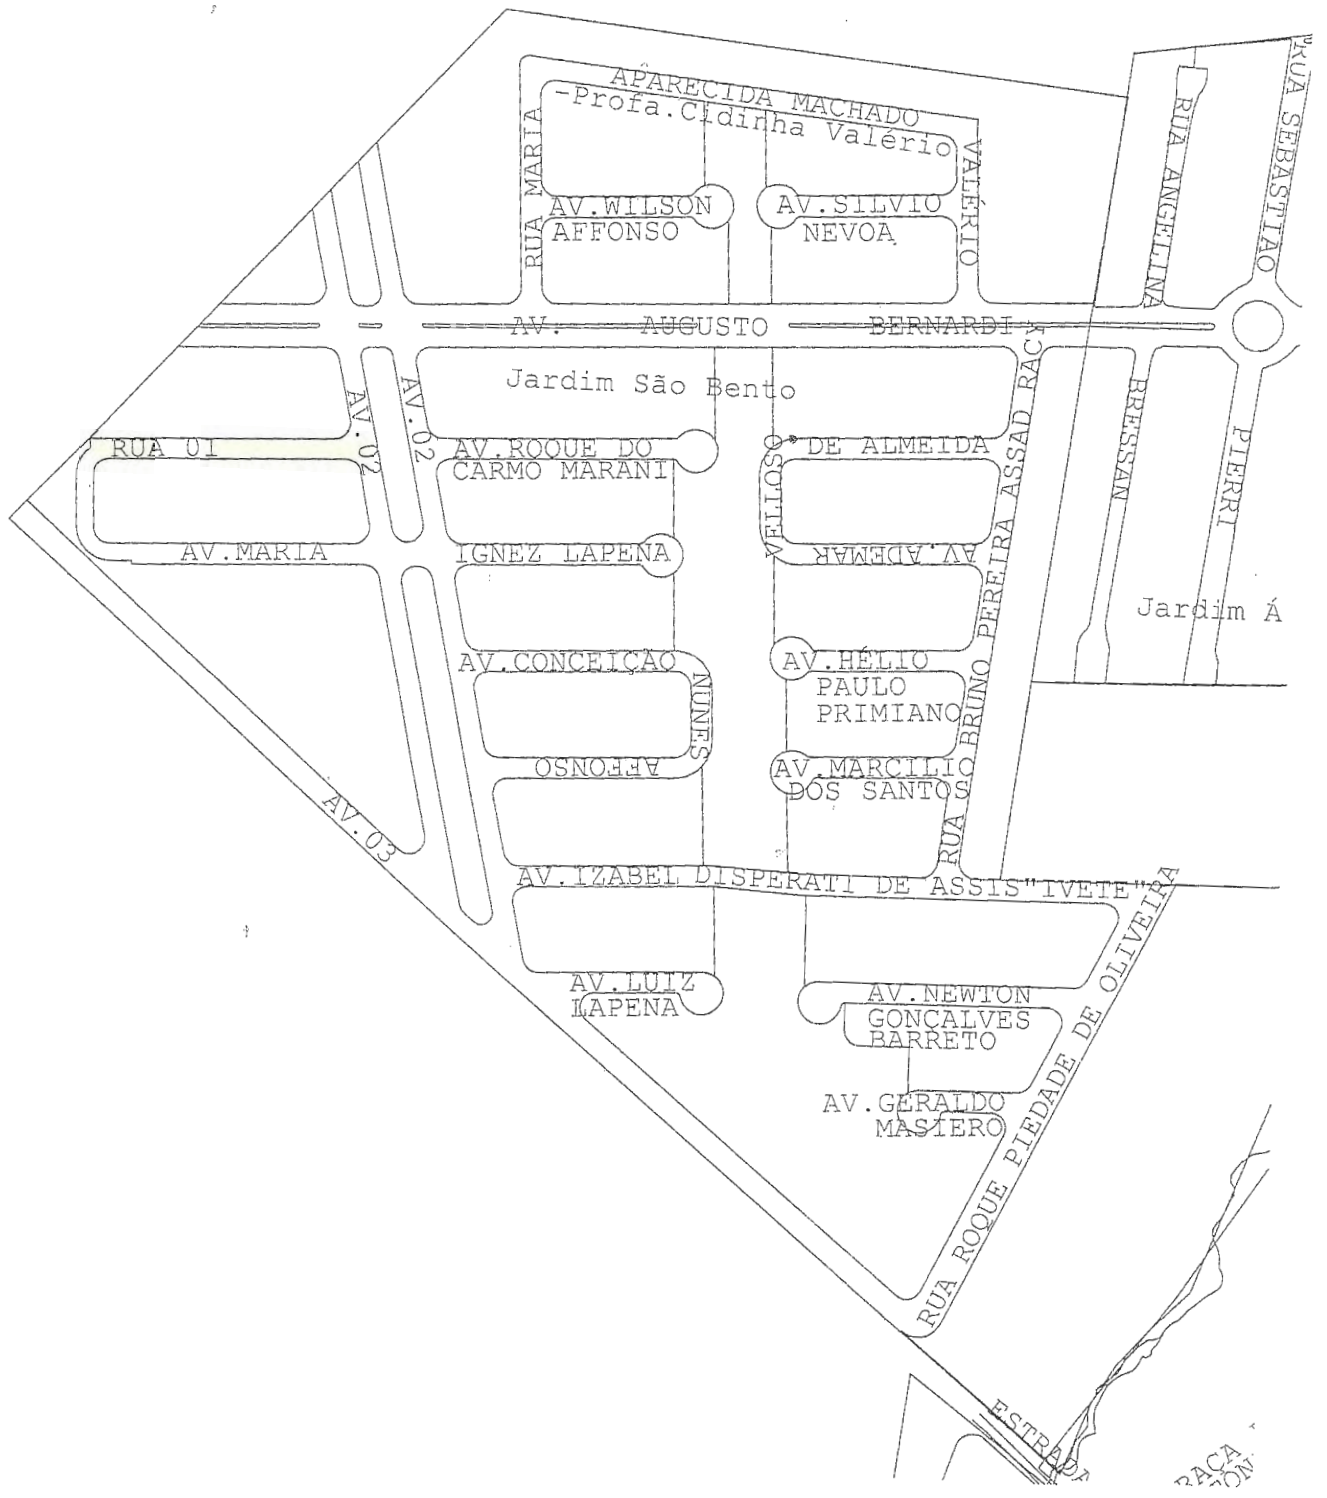 APARECIDA MACHADO
-Profa.Cidinha Valério
RUA MARIA
VALÉRIO
AV.WILSON
AFFONSO
AV.SILVIO
NEVOA
RUA ANGELINA
RUA SEBASTIAO
AV. AUGUSTO BERNARDI
Jardim São Bento
AV. 02
AV. 02
RUA 01
AV.ROQUE DO
CARMO MARANI
VELLOSO
DE ALMEIDA
BRESSAN
PIERRI
AV.MARIA
IGNEZ LAPENA
AV.ADEMAR
RUA BRUNO PEREIRA ASSAD RACY
Jardim Á
AV.CONCEIÇÃO
NUNES
AFFONSO
AV.HÉLIO
PAULO
PRIMIANO
AV.MARCILIO
DOS SANTOS
AV.03
AV.IZABEL DISPERATI DE ASSIS"IVETE"
AV.LUIZ
LAPENA
AV.NEWTON
GONÇALVES
BARRETO
AV.GERALDO
MASIERO
RUA ROQUE PIEDADE DE OLIVEIRA
ESTRADA